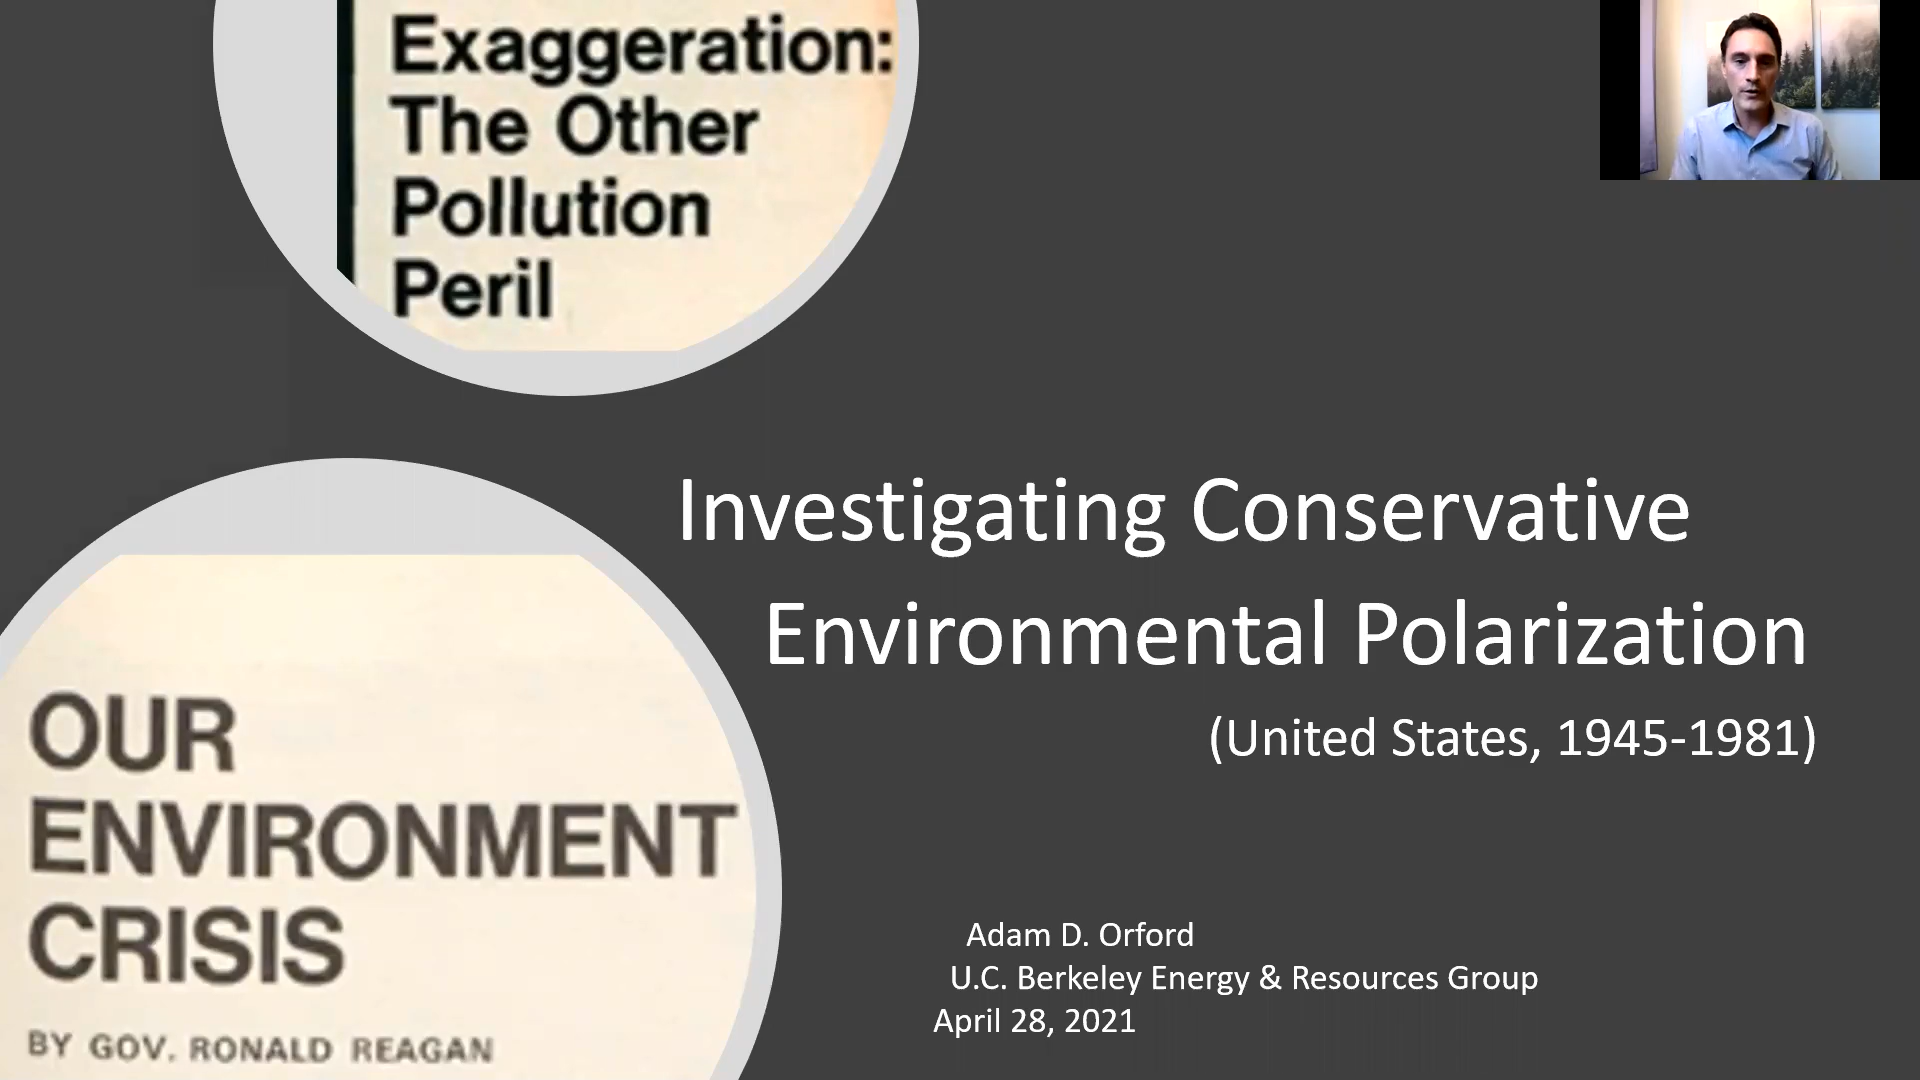 Exaggeration:
The Other
Pollution
Peril
Investigating Conservative
Environmental Polarization
(United States, 1945-1981)
OUR
ENVIRONMENT
CRISIS
BY GOV. RONALD REAGAN
Adam D. Orford
U.C. Berkeley Energy & Resources Group
April 28, 2021